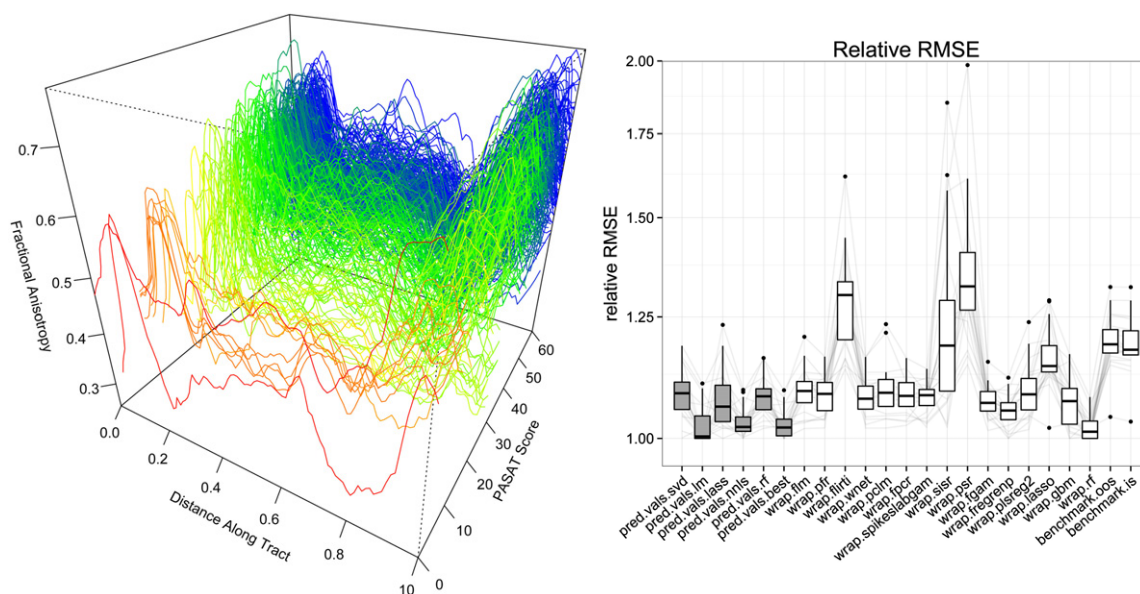 Fractional Anisotropy
0.7
0.6
0.5
0.4
0.3
0.0
0.2
0.4
0.6
0.8
10
Distance Along Tract
0
10
20
30
40
50
60
PASAT Score
Relative RMSE
relative RMSE
2.00
1.75
1.50
1.25
1.00
pred.vals.svd
pred.vals.lm
pred.vals.lass
pred.vals.nnls
pred.vals.rf
pred.vals.best
wrap.flm
wrap.pfr
wrap.flirti
wrap.wnet
wrap.pclm
wrap.fpcr
wrap.spikeslabgam
wrap.sisr
wrap.psr
wrap.fgam
wrap.fregrenp
wrap.plsreg2
wrap.lasso
wrap.gbm
wrap.rf
benchmark.oos
benchmark.is